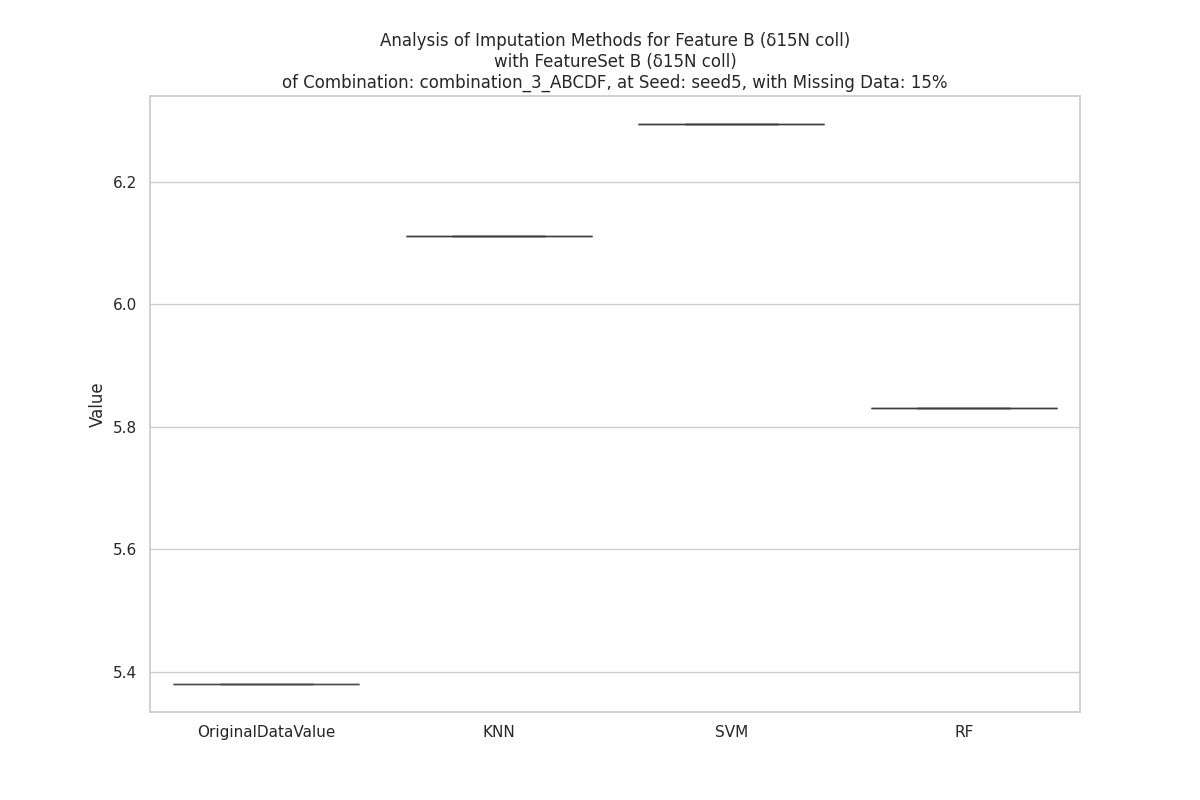 Analysis of Imputation Methods for Feature B (δ15N coll)
with FeatureSet B (δ15N coll)
of Combination: combination_3_ABCDF, at Seed: seed5, with Missing Data: 15%
Value
6.2
6.0
5.8
5.6
5.4
OriginalDataValue
KNN
SVM
RF